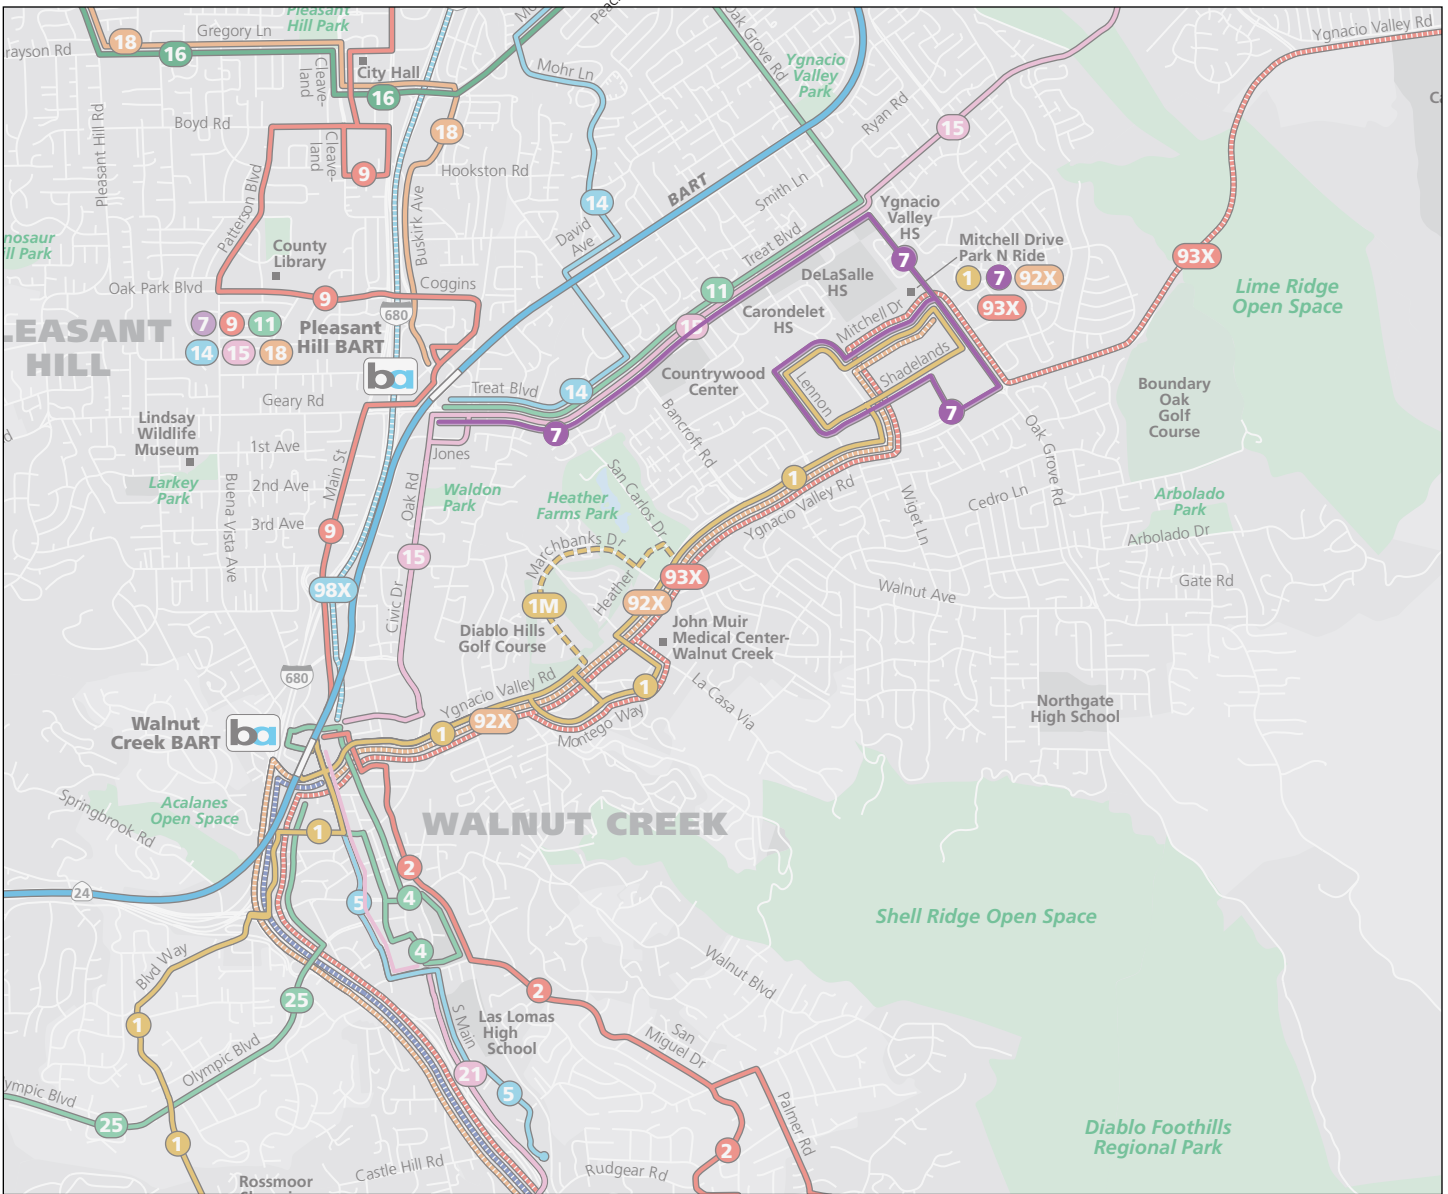 Pleasant
Hill Park
Gregory Ln
18
16
rayson Rd
Cleave-
land
City Hall
16
Mohr Ln
Oak Grove Rd
Ygnacio
Valley
Park
Ygnacio Valley Rd
Pleasant Hill Rd
Boyd Rd
Cleave-
land
9
18
Hookston Rd
Ryan Rd
15
BART
Smith Ln
14
David
Ave
Treat Blvd
Patterson Blvd
Buskirk Ave
nosaur
ill Park
County
Library
Oak Park Blvd
9
Coggins
680
Ygnacio
Valley
HS
7
Mitchell Drive
Park N Ride
1
7
92X
93X
93X
DeLaSalle
HS
Mitchell Dr
Carondelet
HS
11
15
Lime Ridge
Open Space
LEASANT
HILL
7
9
11
14
15
18
Pleasant
Hill BART
ba
Treat Blvd
14
7
Countrywood
Center
Lennon
Shadelands
7
Boundary
Oak
Golf
Course
Geary Rd
Lindsay
Wildlife
Museum
1st Ave
Larkey
Park
2nd Ave
3rd Ave
Buena Vista Ave
Main St
9
Jones
Oak Rd
Waldon
Park
Heather
Farms Park
San Carlos Dr
Bancroft Rd
1
Ygnacio Valley Rd
Wiget Ln
Cedro Ln
Oak Grove Rd
Arbolado
Park
Arbolado Dr
Gate Rd
Walnut Ave
15
98X
Civic Dr
Marchbanks Dr
1M
Heather
93X
92X
Diablo Hills
Golf Course
John Muir
Medical Center-
Walnut Creek
La Casa Via
1
680
Ygnacio Valley Rd
92X
1
Montego Way
Northgate
High School
Walnut
Creek BART
ba
Springbrook Rd
Acalanes
Open Space
1
WALNUT CREEK
24
2
5
4
4
Shell Ridge Open Space
Blvd Way
25
1
Walnut Blvd
2
S Main
Las Lomas
High
School
San
Miguel Dr
Olympic Blvd
ympic Blvd
25
1
21
5
Palmer Rd
2
Castle Hill Rd
Rudgear Rd
Rossmoor
Diablo Foothills
Regional Park